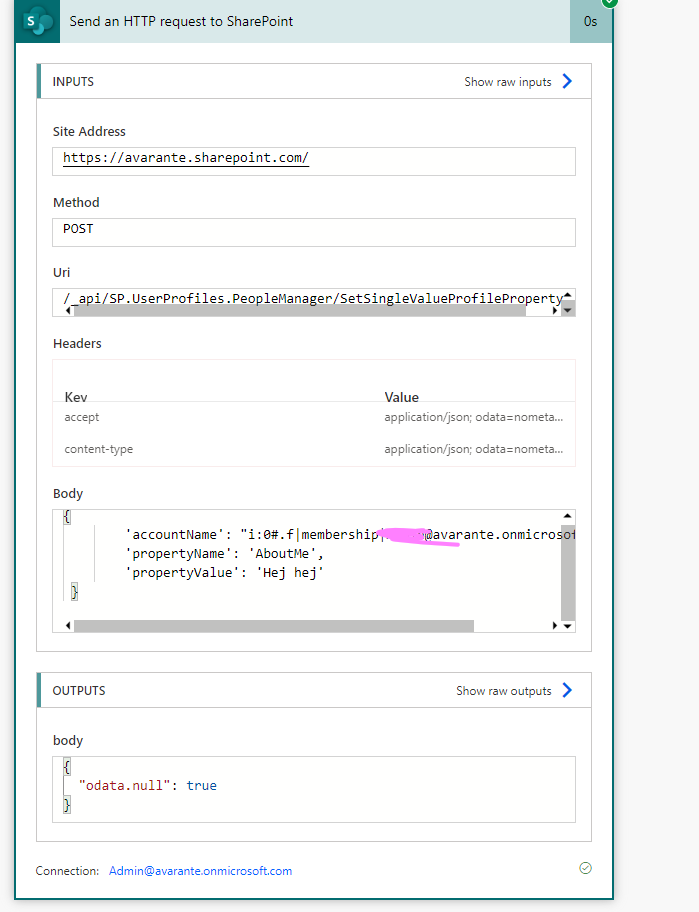 S
Send an HTTP request to SharePoint
0s
INPUTS
Show raw inputs
Site Address
https://avarante.sharepoint.com/
Method
POST
Uri
/_api/SP.UserProfiles.PeopleManager/SetSingleValueProfileProperty
Headers
Key Value
accept application/json; odata=nometa...
content-type application/json; odata=nometa...
Body
{
'accountName': "i:0#.f|membership| @avarante.onmicrosof
'propertyName': 'AboutMe',
'propertyValue': 'Hej hej'
}
OUTPUTS
Show raw outputs
body
{
"odata.null": true
}
Connection: Admin@avarante.onmicrosoft.com